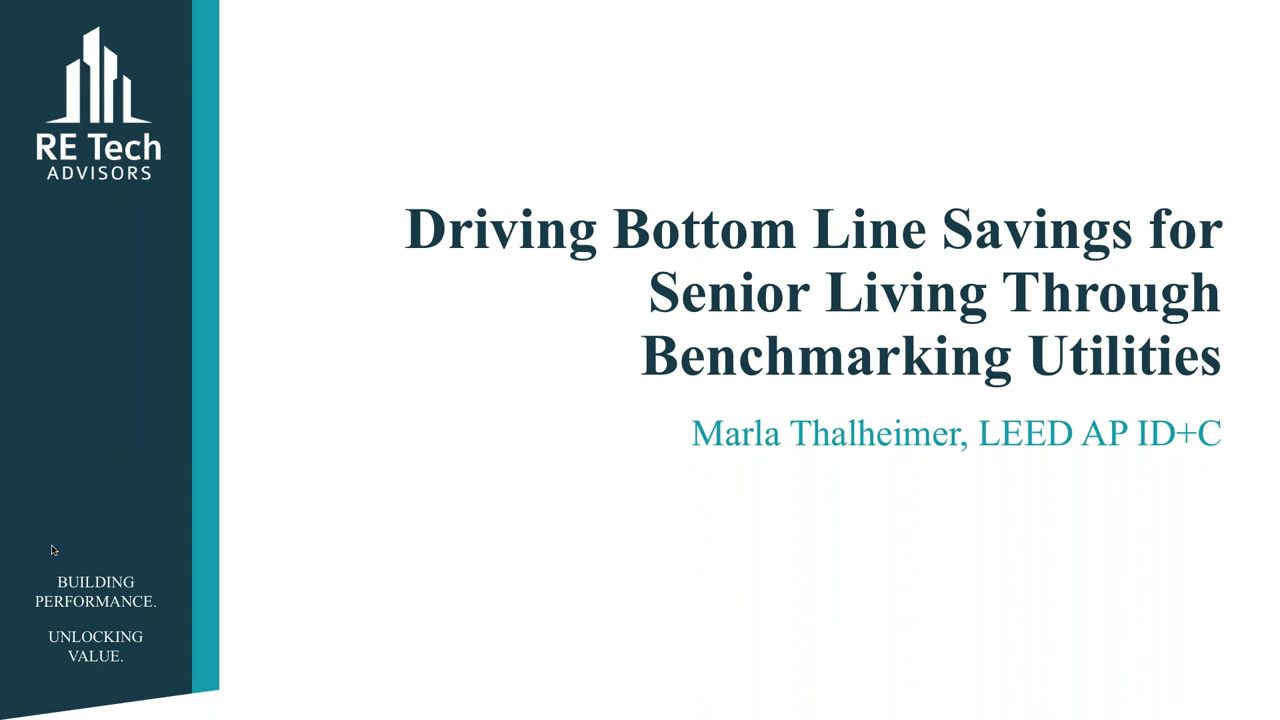 RE Tech
ADVISORS
Driving Bottom Line Savings for
Senior Living Through
Benchmarking Utilities
Marla Thalheimer, LEED AP ID+C
BUILDING
PERFORMANCE.
UNLOCKING
VALUE.